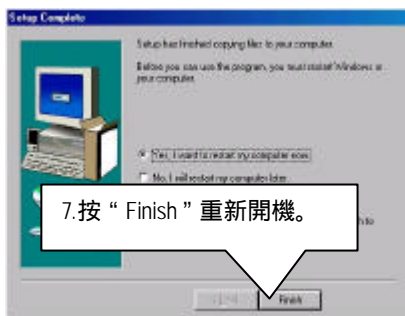 Setup Complete
Setup has finished copying files to your computer.
Before you can use the program, you must restart Windows or
your computer.
Yes, I want to restart my computer now.
No, I will restart my computer later.
7.按“Finish”重新開機。
to
Finish